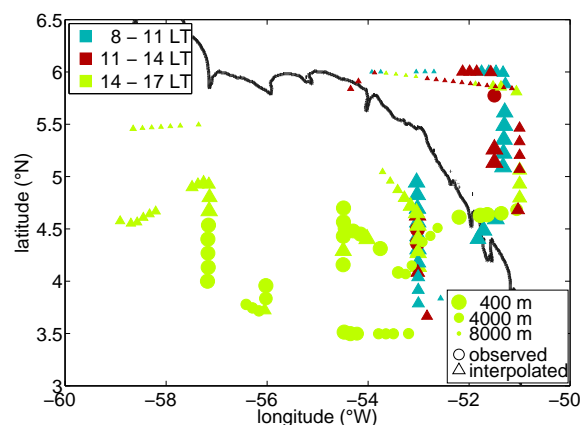 8 – 11 LT
11 – 14 LT
14 – 17 LT
6.5
6
5.5
5
4.5
4
3.5
3
latitude (°N)
400 m
4000 m
8000 m
observed
interpolated
−60 −58 −56 −54 −52 −50
longitude (°W)